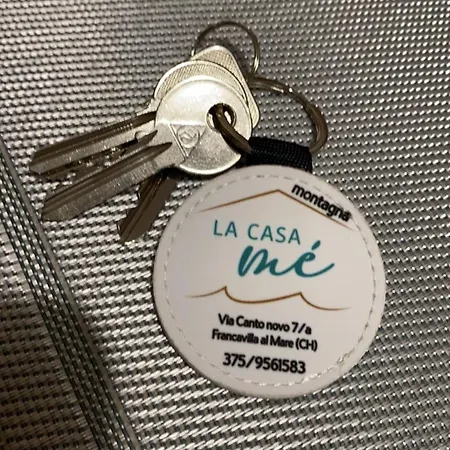 montagna
LA CASA
mé
Via Canto novo 7/a
Francavilla al Mare (CH)
375/9561583